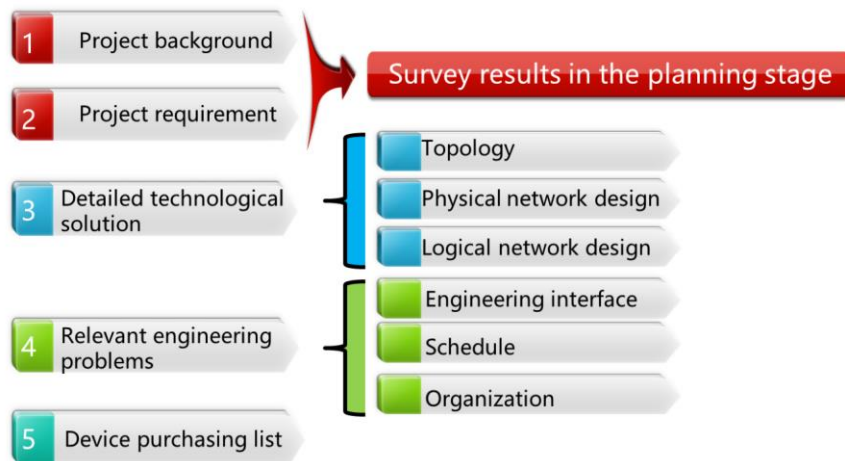 1 Project background
2 Project requirement
Survey results in the planning stage
3 Detailed technological
solution
Topology
Physical network design
Logical network design
4 Relevant engineering
problems
Engineering interface
Schedule
Organization
5 Device purchasing list